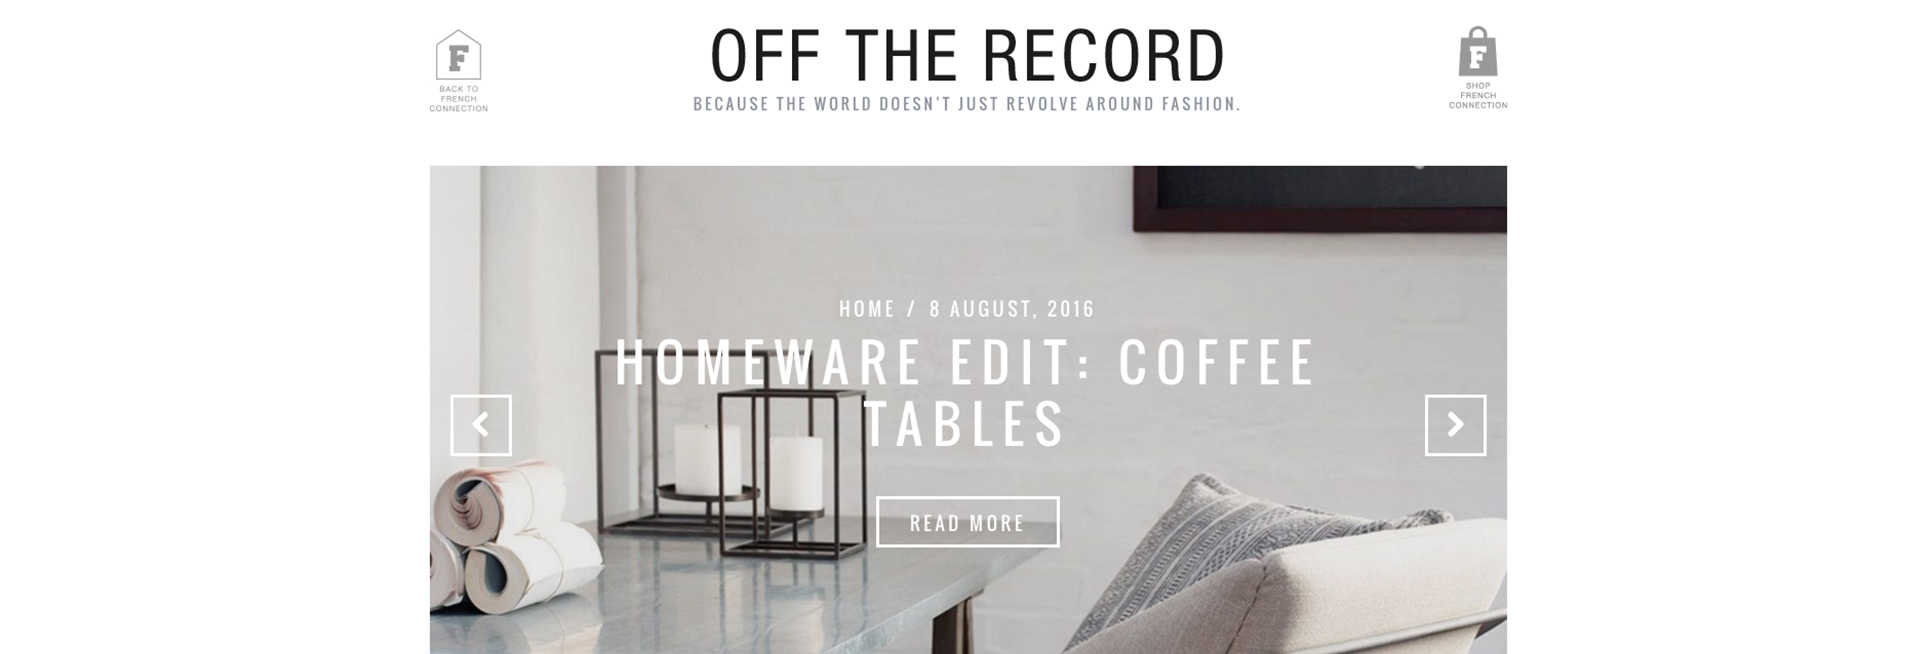 F
BACK TO
FRENCH
CONNECTION
OFF THE RECORD
BECAUSE THE WORLD DOESN'T JUST REVOLVE AROUND FASHION.
F
SHOP
FRENCH
CONNECTION
HOME / 8 AUGUST, 2016
HOMEWARE EDIT: COFFEE
TABLES
READ MORE